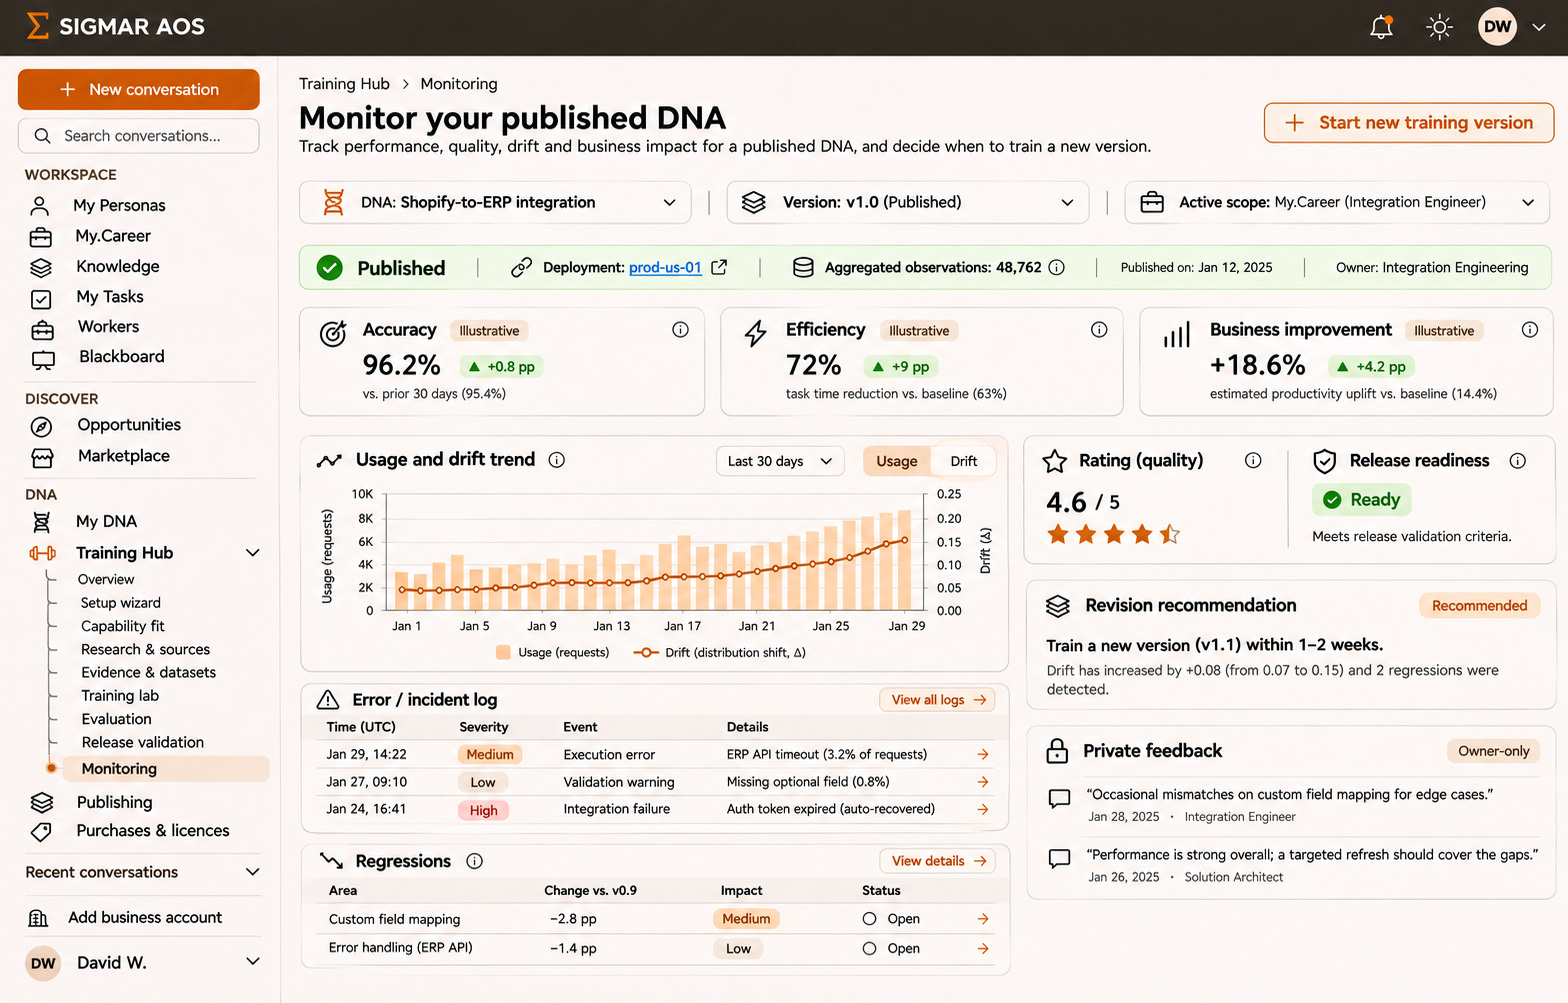 SIGMAR AOS
DW
New conversation
Search conversations...
WORKSPACE
My Personas
My.Career
Knowledge
My Tasks
Workers
Blackboard
DISCOVER
Opportunities
Marketplace
DNA
My DNA
Training Hub
Overview
Setup wizard
Capability fit
Research & sources
Evidence & datasets
Training lab
Evaluation
Release validation
Monitoring
Publishing
Purchases & licences
Recent conversations
Add business account
DW David W.
Training Hub > Monitoring
Monitor your published DNA
Track performance, quality, drift and business impact for a published DNA, and decide when to train a new version.
+ Start new training version
DNA: Shopify-to-ERP integration
Version: v1.0 (Published)
Active scope: My.Career (Integration Engineer)
Published
Deployment: prod-us-01
Aggregated observations: 48,762
Published on: Jan 12, 2025
Owner: Integration Engineering
Accuracy Illustrative
96.2% ▲ +0.8 pp
vs. prior 30 days (95.4%)
Efficiency Illustrative
72% ▲ +9 pp
task time reduction vs. baseline (63%)
Business improvement Illustrative
+18.6% ▲ +4.2 pp
estimated productivity uplift vs. baseline (14.4%)
Usage and drift trend
Last 30 days
Usage Drift
Usage (requests)
10K
8K
6K
4K
2K
0
0.25
0.20
0.15
0.10
0.05
0.00
Drift (Δ)
Jan 1 Jan 5 Jan 9 Jan 13 Jan 17 Jan 21 Jan 25 Jan 29
Usage (requests) Drift (distribution shift, Δ)
Error / incident log
View all logs →
Time (UTC) Severity Event Details
Jan 29, 14:22 Medium Execution error ERP API timeout (3.2% of requests) →
Jan 27, 09:10 Low Validation warning Missing optional field (0.8%) →
Jan 24, 16:41 High Integration failure Auth token expired (auto-recovered) →
Regressions
View details →
Area Change vs. v0.9 Impact Status
Custom field mapping −2.8 pp Medium Open →
Error handling (ERP API) −1.4 pp Low Open →
Rating (quality)
4.6 / 5
Release readiness
Ready
Meets release validation criteria.
Revision recommendation
Recommended
Train a new version (v1.1) within 1–2 weeks.
Drift has increased by +0.08 (from 0.07 to 0.15) and 2 regressions were
detected.
Private feedback
Owner-only
“Occasional mismatches on custom field mapping for edge cases.”
Jan 28, 2025 · Integration Engineer
“Performance is strong overall; a targeted refresh should cover the gaps.”
Jan 26, 2025 · Solution Architect